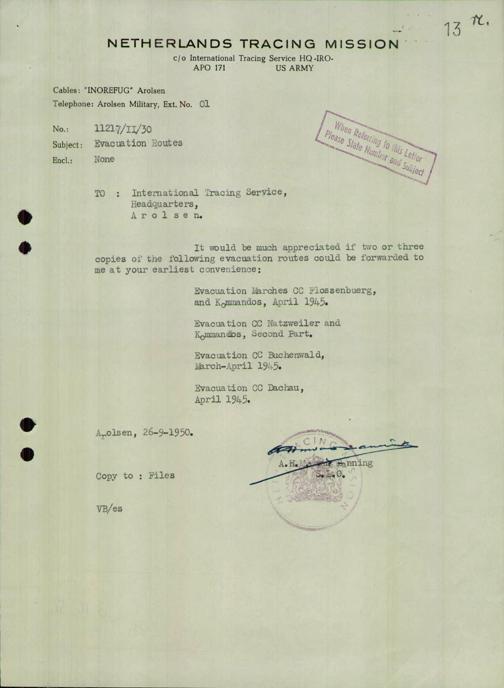 13 R.
NETHERLANDS TRACING MISSION
c/o International Tracing Service HQ -IRO-
APO 171 US ARMY
Cables: "INOREFUG" Arolsen
Telephone: Arolsen Military, Ext. No. 01
No.: 11217/II/30
Subject: Evacuation Routes
Encl.: None
When Referring to this Letter
Please State Number and Subject
TO : International Tracing Service,
Headquarters,
A r o l s e n.
It would be much appreciated if two or three
copies of the following evacuation routes could be forwarded to
me at your earliest convenience:
Evacuation Marches CC Flossenbuerg,
and Kommandos, April 1945.
Evacuation CC Natzweiler and
Kommandos, Second Part.
Evacuation CC Buchenwald,
March-April 1945.
Evacuation CC Dachau,
April 1945.
Arolsen, 26-9-1950.
A.H.
Copy to : Files
VB/es